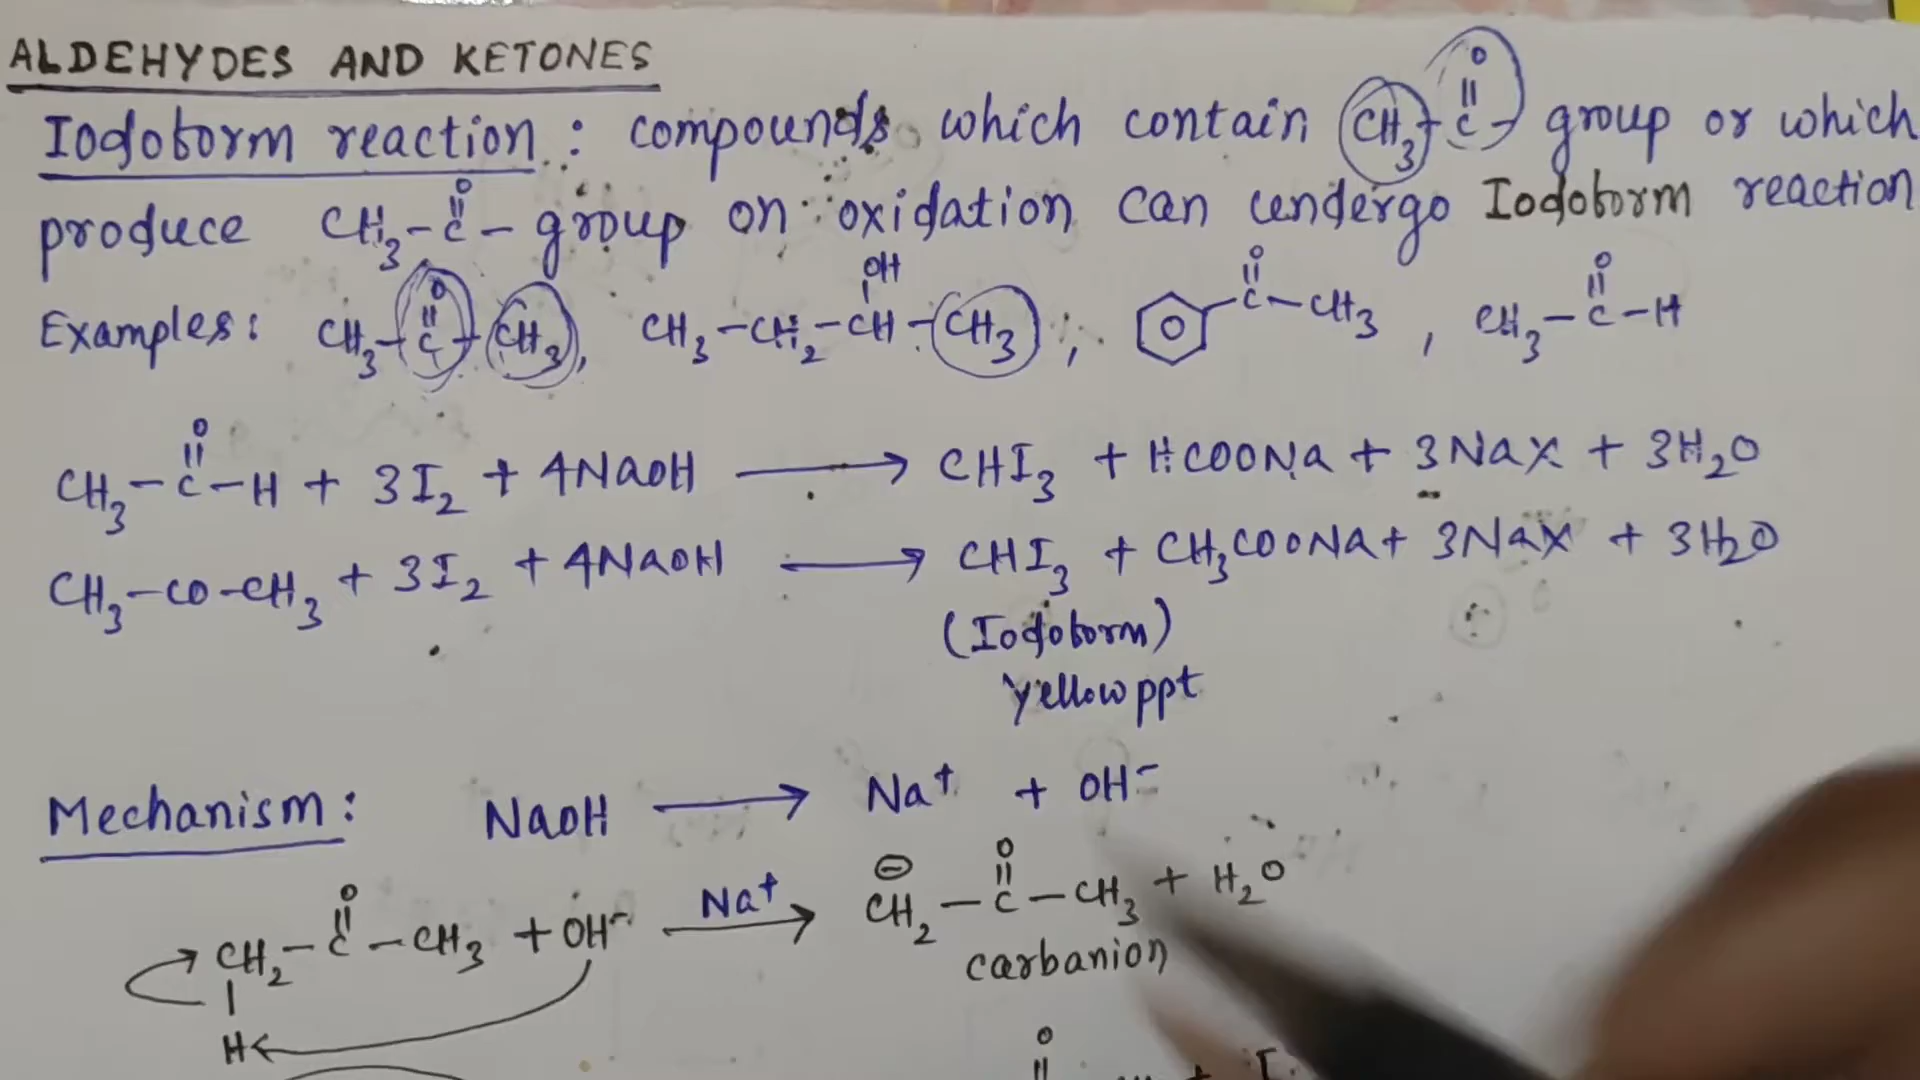 ALDEHYDES AND KETONES
Iodoform reaction : compounds which contain CH₃-C- group or which
O
produce CH₃-C- group on oxidation can undergo Iodoform reaction
O
Examples: CH₃-C-CH₃, CH₃-CH₂-CH-CH₃, C-CH₃, CH₃-C-H
O OH O O
CH₃-C-H + 3I₂ + 4NaOH ⟶ CHI₃ + HCOONa + 3NaX + 3H₂O
O
CH₃-CO-CH₃ + 3I₂ + 4NaOH ⟶ CHI₃ + CH₃COONa + 3NaX + 3H₂O
(Iodoform)
yellow ppt
Mechanism: NaOH ⟶ Na⁺ + OH⁻
CH₂-C-CH₃ + OH⁻ Na⁺⟶ ⊖CH₂-C-CH₃ + H₂O
O O
carbanion
H
O